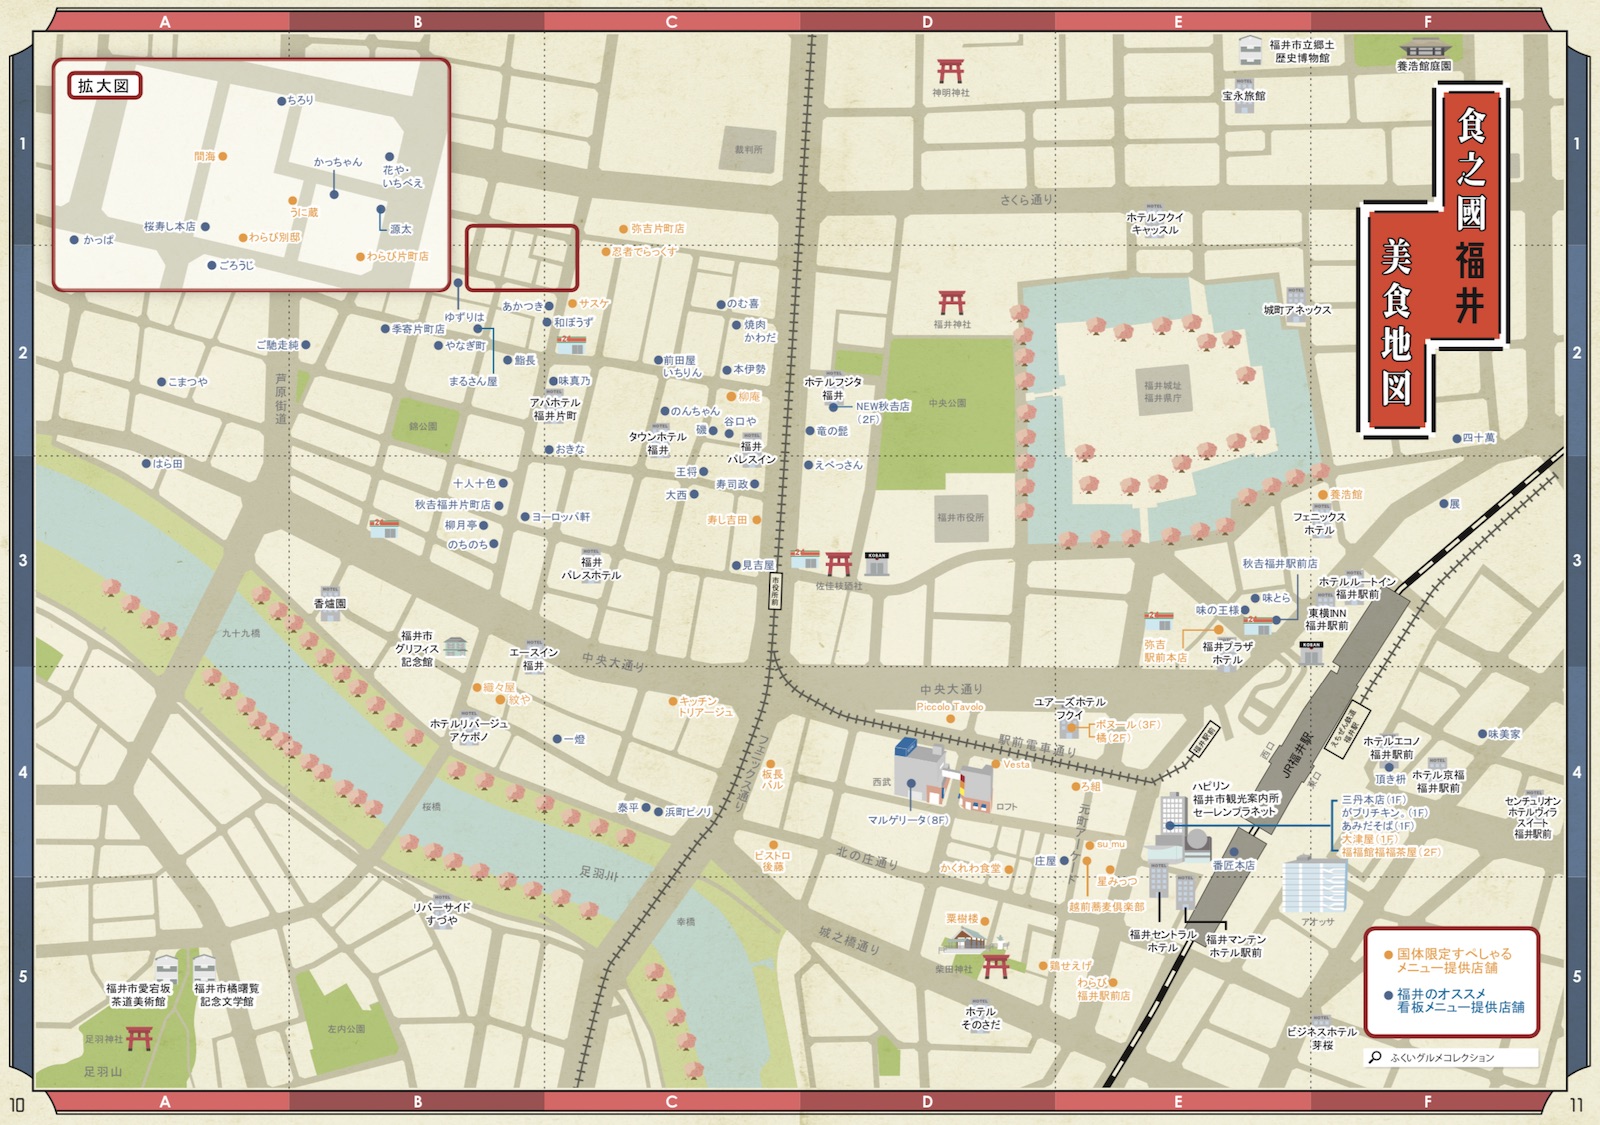 A
B
C
D
E
F
1
2
3
4
5
拡大図
ちろり
間海
かっちゃん
花や・
いちべえ
うに蔵
桜寿し本店
わらび別邸
源太
かっぱ
ごろうじ
わらび片町店
裁判所
神明神社
福井市立郷土
歴史博物館
養浩館庭園
宝永旅館
食之國 福井
美食地図
さくら通り
HOTEL
ホテルフクイ
キャッスル
弥吉片町店
忍者でらっくす
ゆずりは
あかつき
サスケ
和ぼうず
のむ喜
焼肉
かわだ
福井神社
城町アネックス
季寄片町店
やなぎ町
鮨長
まるさん屋
ご馳走純
こまつや
芦原街道
錦公園
前田屋
いちりん
本伊勢
味真乃
アパホテル
福井片町
柳庵
のんちゃん
谷口や
磯
タウンホテル
福井
福井
パレスイン
ホテルフジタ
福井
NEW秋吉店
(2F)
竜の髭
中央公園
福井城址
福井県庁
四十萬
おきな
えべっさん
はら田
十人十色
秋吉福井片町店
柳月亭
のちのち
ヨーロッパ軒
王将
大西
寿司政
寿し吉田
見吉屋
福井市役所
佐佳枝廼社
KOBAN
市役所前
養浩館
フェニックス
ホテル
展
福井
パレスホテル
香爐園
九十九橋
福井市
グリフィス
記念館
エースイン
福井
中央大通り
秋吉福井駅前店
ホテルルートイン
福井駅前
味とら
味の王様
東横INN
福井駅前
弥吉
駅前本店
福井プラザ
ホテル
KOBAN
織々屋
紋や
ホテルリバージュ
アケボノ
一燈
キッチン
トリアージュ
フェニックス通り
中央大通り
Piccolo Tavolo
ユアーズホテル
フクイ
ボヌール(3F)
橘(2F)
駅前電車通り
福井駅前
西口
JR福井駅
東口
えちぜん鉄道
福井駅
ホテルエコノ
福井駅前
味美家
頂き枡
ホテル京福
福井駅前
センチュリオン
ホテルヴィラ
スイート
福井駅前
板長
バル
西武
Vesta
ロフト
マルゲリータ(8F)
ろ組
元町アーケード
ハピリン
福井市観光案内所
セーレンプラネット
三丹本店(1F)
がブリチキン。(1F)
あみだそば(1F)
大津屋(1F)
福福館福福茶屋(2F)
泰平
浜町ビノリ
桜橋
足羽川
ビストロ
後藤
北の庄通り
かくれわ食堂
庄屋
su_mu
星みっつ
越前蕎麦倶楽部
番匠本店
アオッサ
リバーサイド
すづや
幸橋
城之橋通り
栗樹楼
柴田神社
鶏せえげ
わらび
福井駅前店
福井セントラル
ホテル
福井マンテン
ホテル駅前
ホテル
そのさだ
ビジネスホテル
芽桜
福井市愛宕坂
茶道美術館
福井市橘曙覧
記念文学館
足羽神社
足羽山
左内公園
国体限定すぺしゃる
メニュー提供店舗
福井のオススメ
看板メニュー提供店舗
ふくいグルメコレクション
A
B
C
D
E
F
10
11